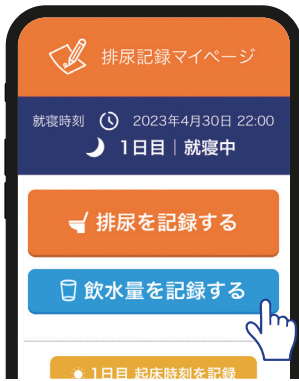 排尿記録マイページ
就寝時刻 2023年4月30日 22:00
1日目｜就寝中
排尿を記録する
飲水量を記録する
1日目 起床時刻を記録